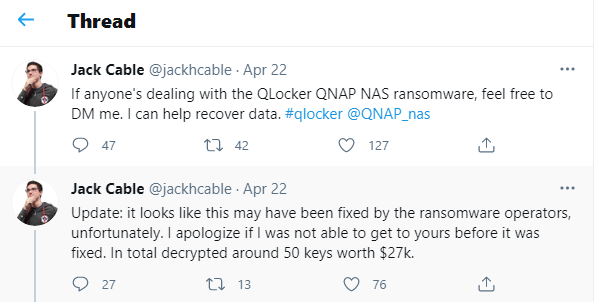 Thread
Jack Cable @jackhcable · Apr 22
If anyone's dealing with the QLocker QNAP NAS ransomware, feel free to
DM me. I can help recover data. #qlocker @QNAP_nas
47 42 127
Jack Cable @jackhcable · Apr 22
Update: it looks like this may have been fixed by the ransomware operators,
unfortunately. I apologize if I was not able to get to yours before it was
fixed. In total decrypted around 50 keys worth $27k.
27 13 76